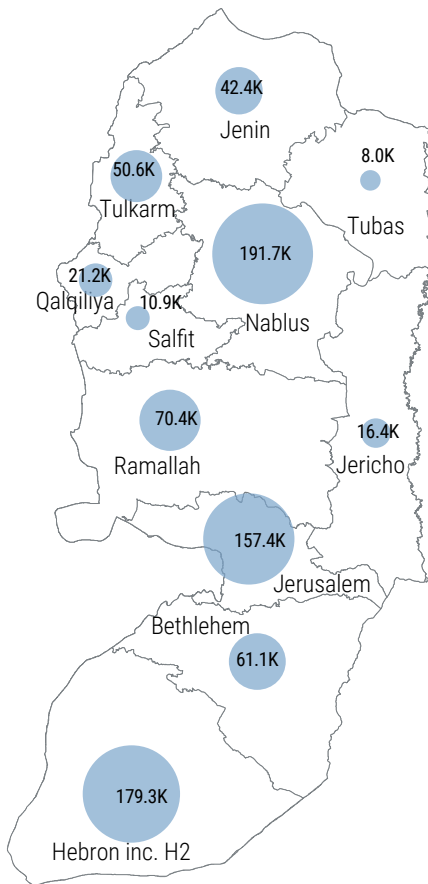 42.4K
Jenin
50.6K
Tulkarm
8.0K
Tubas
191.7K
Nablus
21.2K
Qalqiliya
10.9K
Salfit
70.4K
Ramallah
16.4K
Jericho
157.4K
Jerusalem
Bethlehem
61.1K
179.3K
Hebron inc. H2